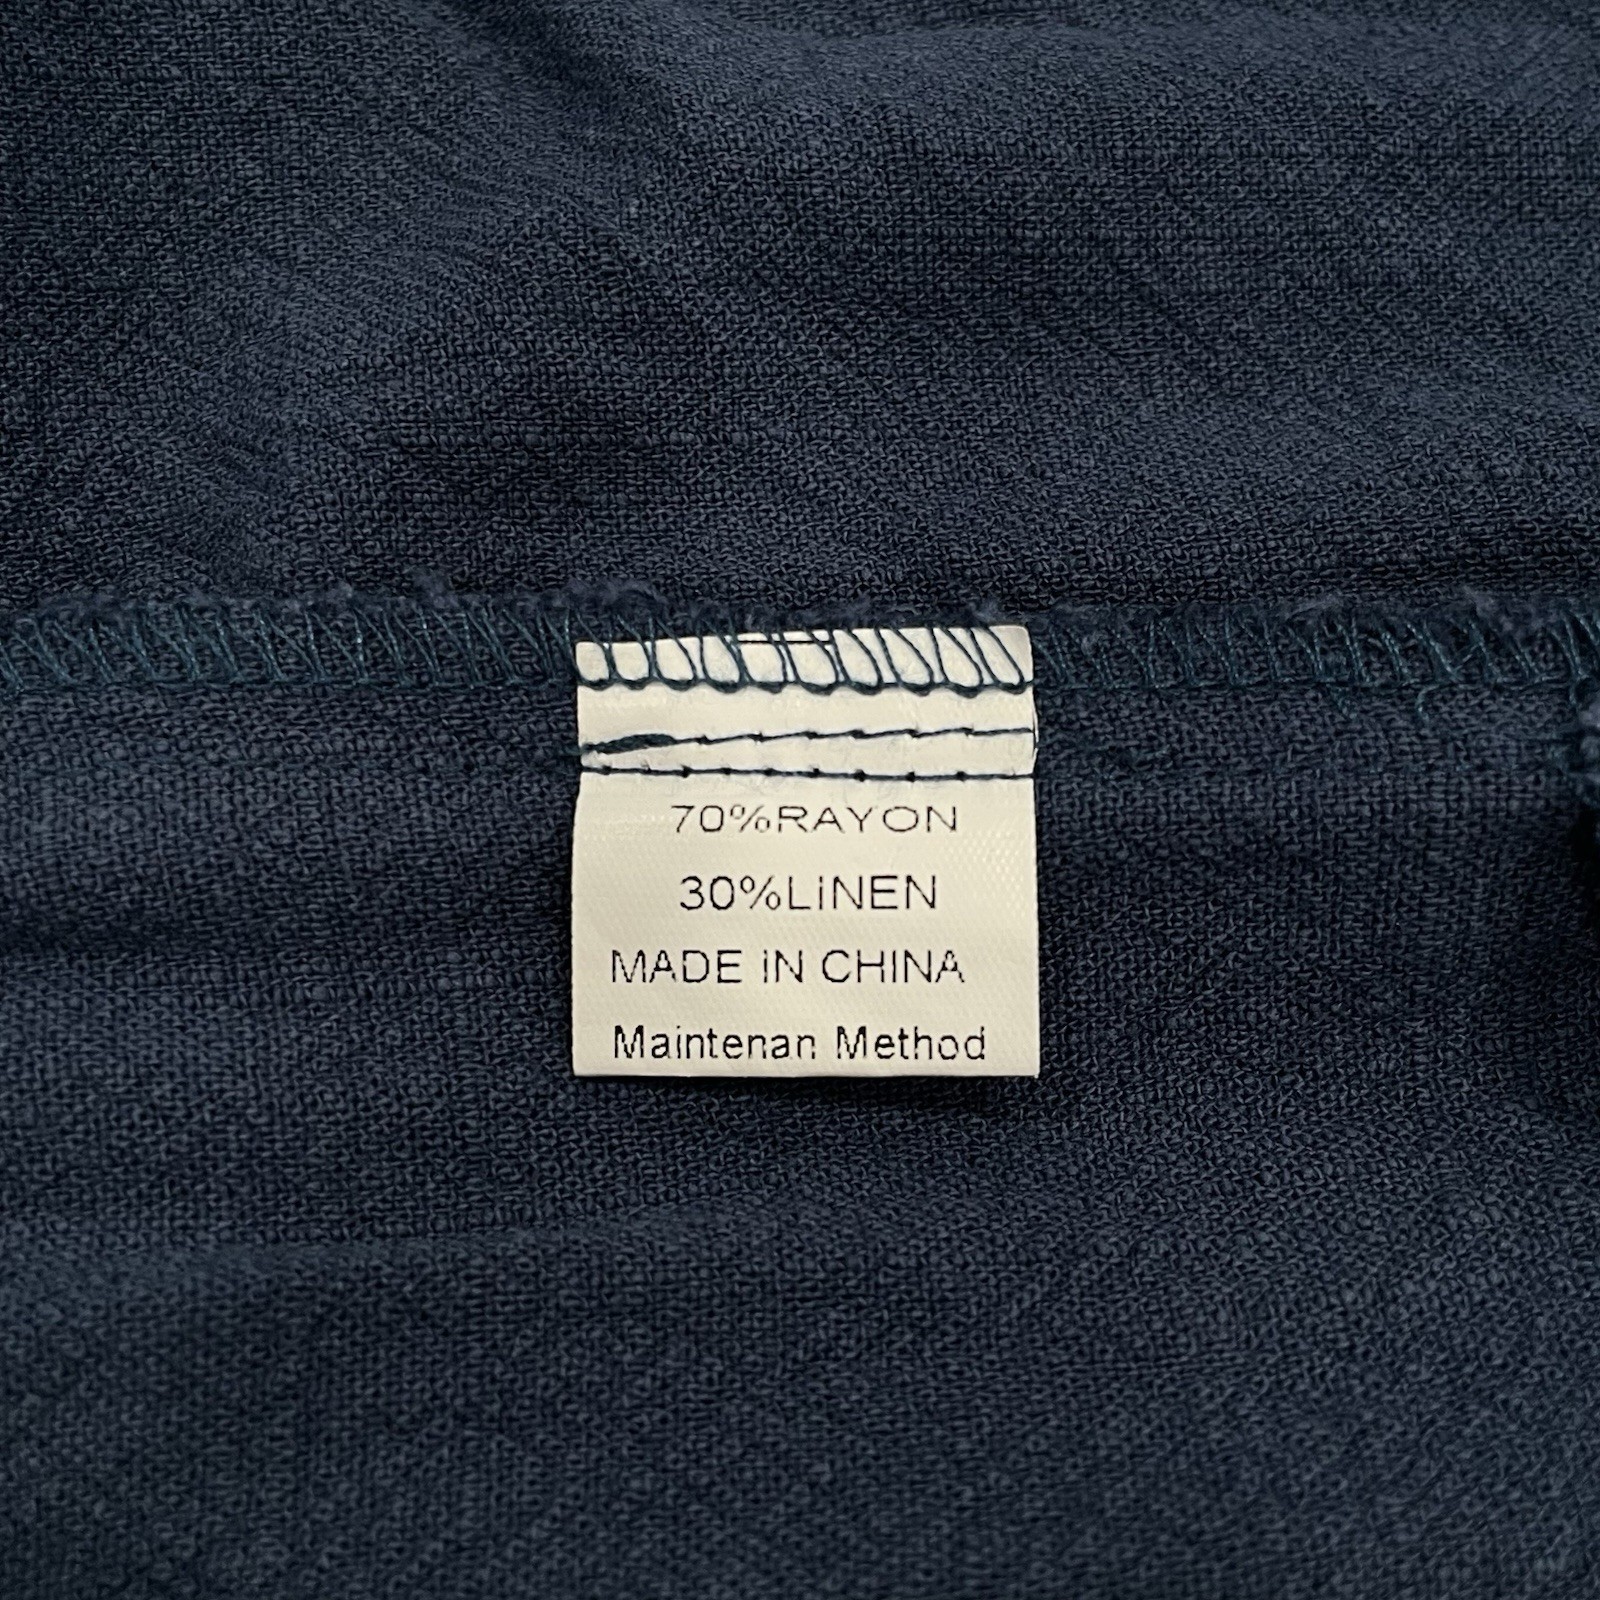 70%RAYON
30%LiNEN
MADE iN CHINA
Maintenan Method